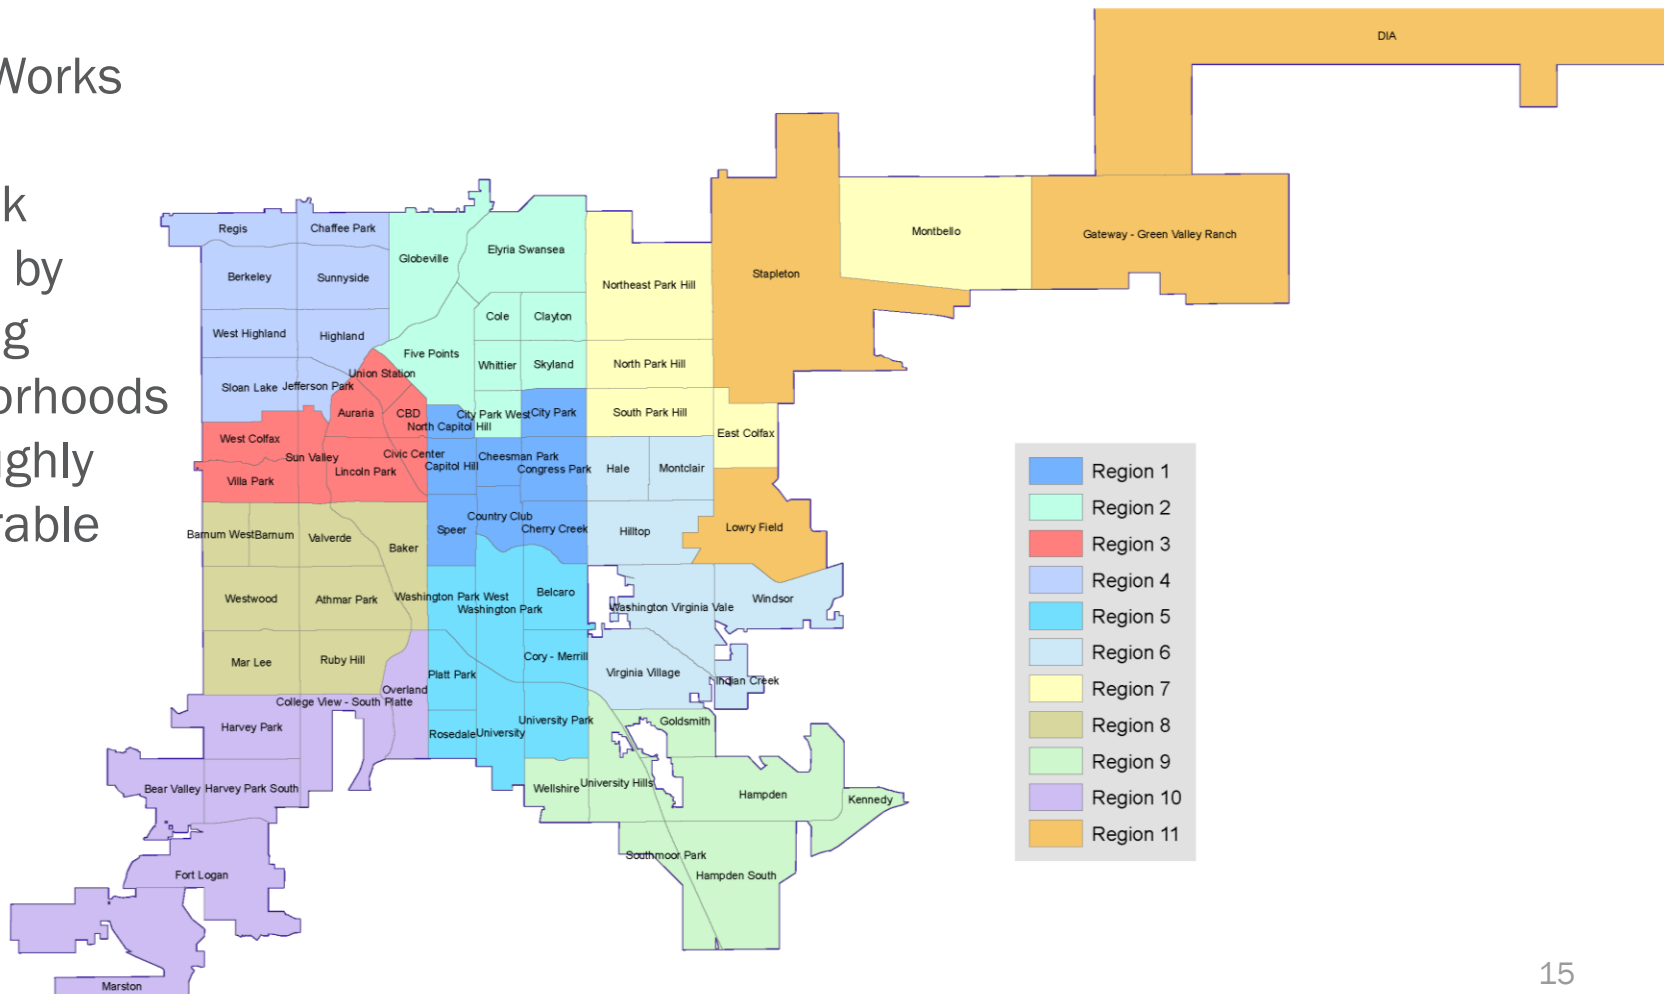 Works
k
by
g
orhoods
ughly
rable
DIA
Regis
Chaffee Park
Globeville
Elyria Swansea
Montbello
Gateway - Green Valley Ranch
Berkeley
Sunnyside
Northeast Park Hill
Stapleton
West Highland
Highland
Cole
Clayton
Five Points
Whittier
Skyland
North Park Hill
Union Station
Sloan Lake
Jefferson Park
Auraria
CBD
City Park West
City Park
South Park Hill
North Capitol Hill
East Colfax
West Colfax
Sun Valley
Civic Center
Cheesman Park
Lincoln Park
Capitol Hill
Congress Park
Hale
Montclair
Villa Park
Barnum West
Barnum
Valverde
Baker
Speer
Country Club
Cherry Creek
Hilltop
Lowry Field
Westwood
Athmar Park
Washington Park West
Washington Park
Belcaro
Washington Virginia Vale
Windsor
Mar Lee
Ruby Hill
Platt Park
Cory - Merrill
Virginia Village
Indian Creek
Overland
College View - South Platte
Harvey Park
Rosedale
University
University Park
Goldsmith
Bear Valley
Harvey Park South
Wellshire
University Hills
Hampden
Kennedy
Southmoor Park
Hampden South
Fort Logan
Marston
Region 1
Region 2
Region 3
Region 4
Region 5
Region 6
Region 7
Region 8
Region 9
Region 10
Region 11
15